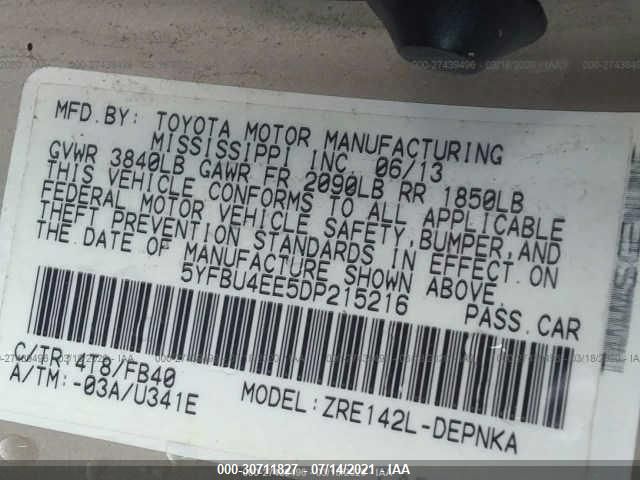 MFD.BY: TOYOTA MOTOR MANUFACTURING
MISSISSIPPI INC. 06/13
GVWR 3840LB GAWR FR 2090LB RR 1850LB
THIS VEHICLE CONFORMS TO ALL APPLICABLE
FEDERAL MOTOR VEHICLE SAFETY,BUMPER,AND
THEFT PREVENTION STANDARDS IN EFFECT ON
THE DATE OF MANUFACTURE SHOWN ABOVE.
5YFBU4EE5DP215216 PASS.CAR
C/TR:4T8/FB40
A/TM:-03A/U341E MODEL:ZRE142L-DEPNKA
000-30711827 - 07/14/2021 - IAA